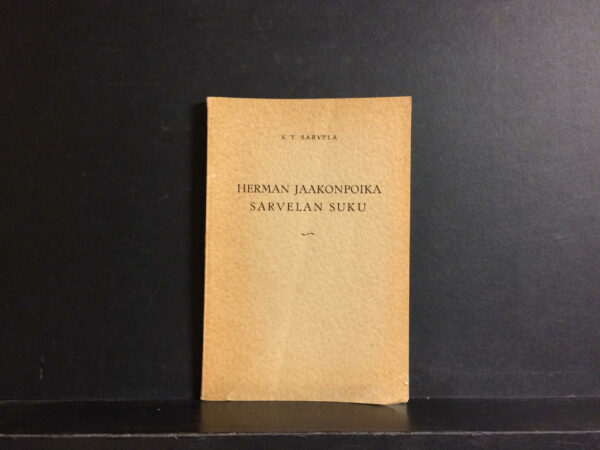 K. T. SARVELA
HERMAN JAAKONPOIKA
SARVELAN SUKU